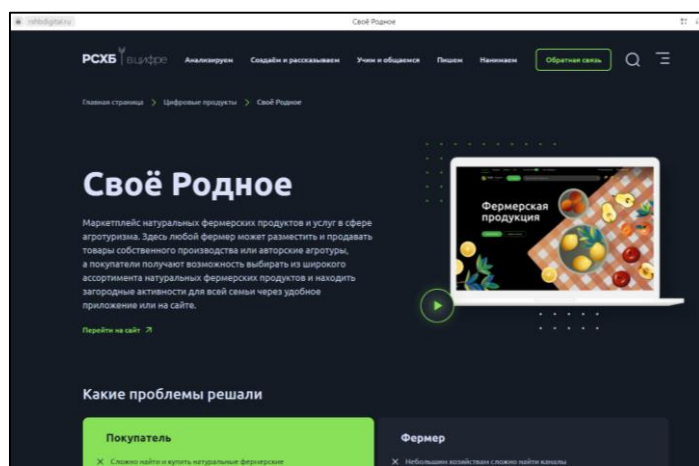 rshbdigital.ru
Своё Родное
РСХБ вцифре Анализируем Создаём и рассказываем Учим и общаемся Пишем Нанимаем Обратная связь
Главная страница > Цифровые продукты > Своё Родное
Своё Родное
Маркетплейс натуральных фермерских продуктов и услуг в сфере
агротуризма. Здесь любой фермер может разместить и продавать
товары собственного производства или авторские агротуры,
а покупатели получают возможность выбирать из широкого
ассортимента натуральных фермерских продуктов и находить
загородные активности для всей семьи через удобное
приложение или на сайте.
Перейти на сайт
Фермерская
продукция
Какие проблемы решали
Покупатель
Сложно найти и купить натуральные фермерские
Фермер
Небольшим хозяйствам сложно найти каналы